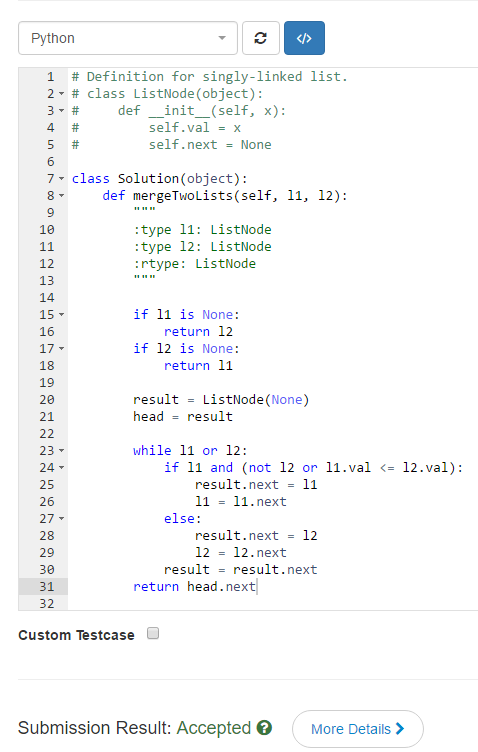 Python
</>
1 # Definition for singly-linked list.
2 # class ListNode(object):
3 #     def __init__(self, x):
4 #         self.val = x
5 #         self.next = None
6
7 class Solution(object):
8     def mergeTwoLists(self, l1, l2):
9         """
10         :type l1: ListNode
11         :type l2: ListNode
12         :rtype: ListNode
13         """
14
15         if l1 is None:
16             return l2
17         if l2 is None:
18             return l1
19
20         result = ListNode(None)
21         head = result
22
23         while l1 or l2:
24             if l1 and (not l2 or l1.val <= l2.val):
25                 result.next = l1
26                 l1 = l1.next
27             else:
28                 result.next = l2
29                 l2 = l2.next
30             result = result.next
31         return head.next
32
Custom Testcase
Submission Result: Accepted ? More Details